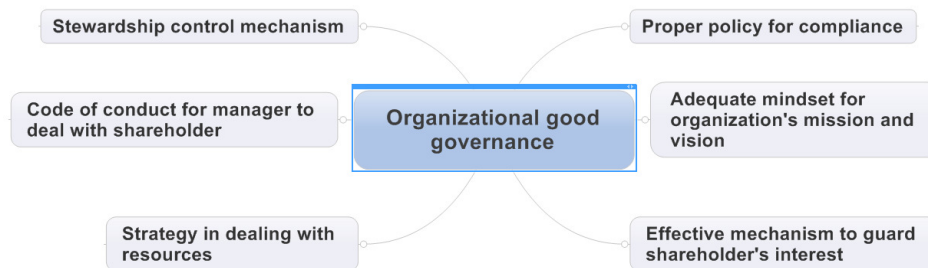 Stewardship control mechanism
Proper policy for compliance
Code of conduct for manager to
deal with shareholder
Organizational good
governance
Adequate mindset for
organization's mission and
vision
Strategy in dealing with
resources
Effective mechanism to guard
shareholder's interest